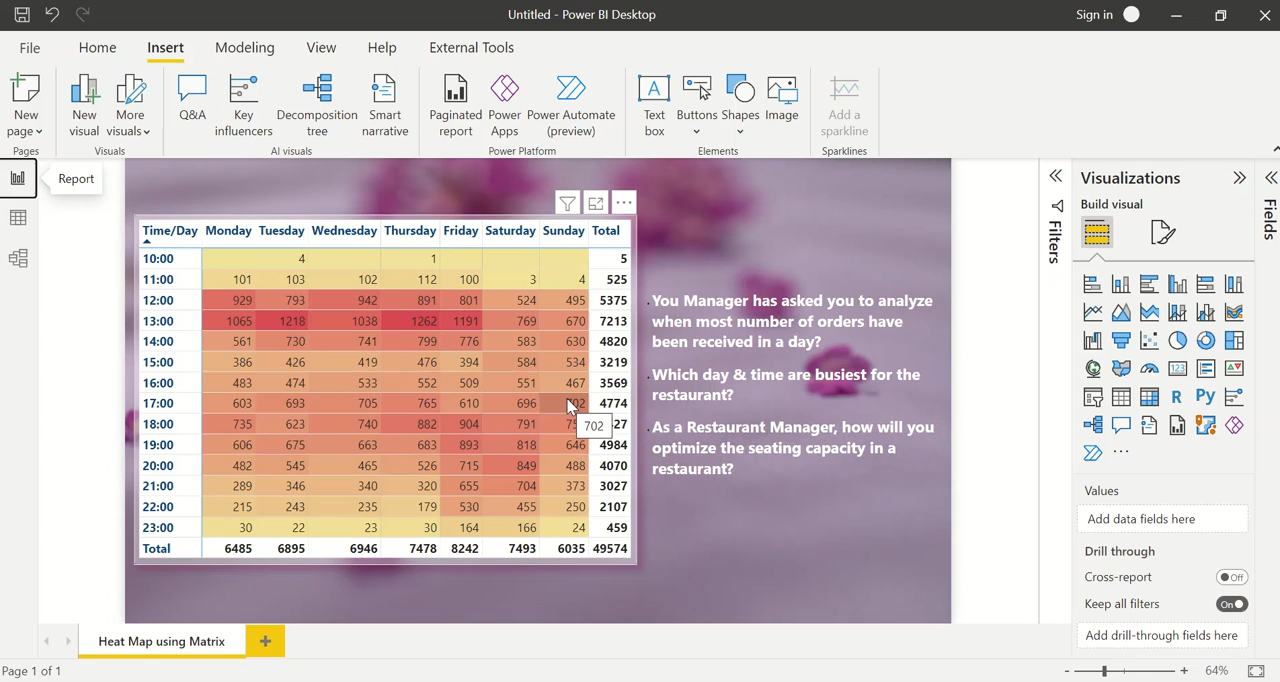 Untitled - Power BI Desktop
Sign in
File Home Insert Modeling View Help External Tools
New page
New visual
More visuals
Q&A
Key influencers
Decomposition tree
Smart narrative
Paginated report
Power Apps
Power Automate (preview)
Text box
Buttons
Shapes
Image
Add a sparkline
Pages Visuals AI visuals Power Platform Elements Sparklines
Report
Time/Day Monday Tuesday Wednesday Thursday Friday Saturday Sunday Total
10:00 4 1 5
11:00 101 103 102 112 100 3 4 525
12:00 929 793 942 891 801 524 495 5375
13:00 1065 1218 1038 1262 1191 769 670 7213
14:00 561 730 741 799 776 583 630 4820
15:00 386 426 419 476 394 584 534 3219
16:00 483 474 533 552 509 551 467 3569
17:00 603 693 705 765 610 696 4774
702
18:00 735 623 740 882 904 791
19:00 606 675 663 683 893 818 646 4984
20:00 482 545 465 526 715 849 488 4070
21:00 289 346 340 320 655 704 373 3027
22:00 215 243 235 179 530 455 250 2107
23:00 30 22 23 30 164 166 24 459
Total 6485 6895 6946 7478 8242 7493 6035 49574
You Manager has asked you to analyze
when most number of orders have
been received in a day?
Which day & time are busiest for the
restaurant?
As a Restaurant Manager, how will you
optimize the seating capacity in a
restaurant?
Filters
Visualizations
Build visual
Fields
123
R
Py
Values
Add data fields here
Drill through
Cross-report Off
Keep all filters On
Add drill-through fields here
Heat Map using Matrix
Page 1 of 1
64%